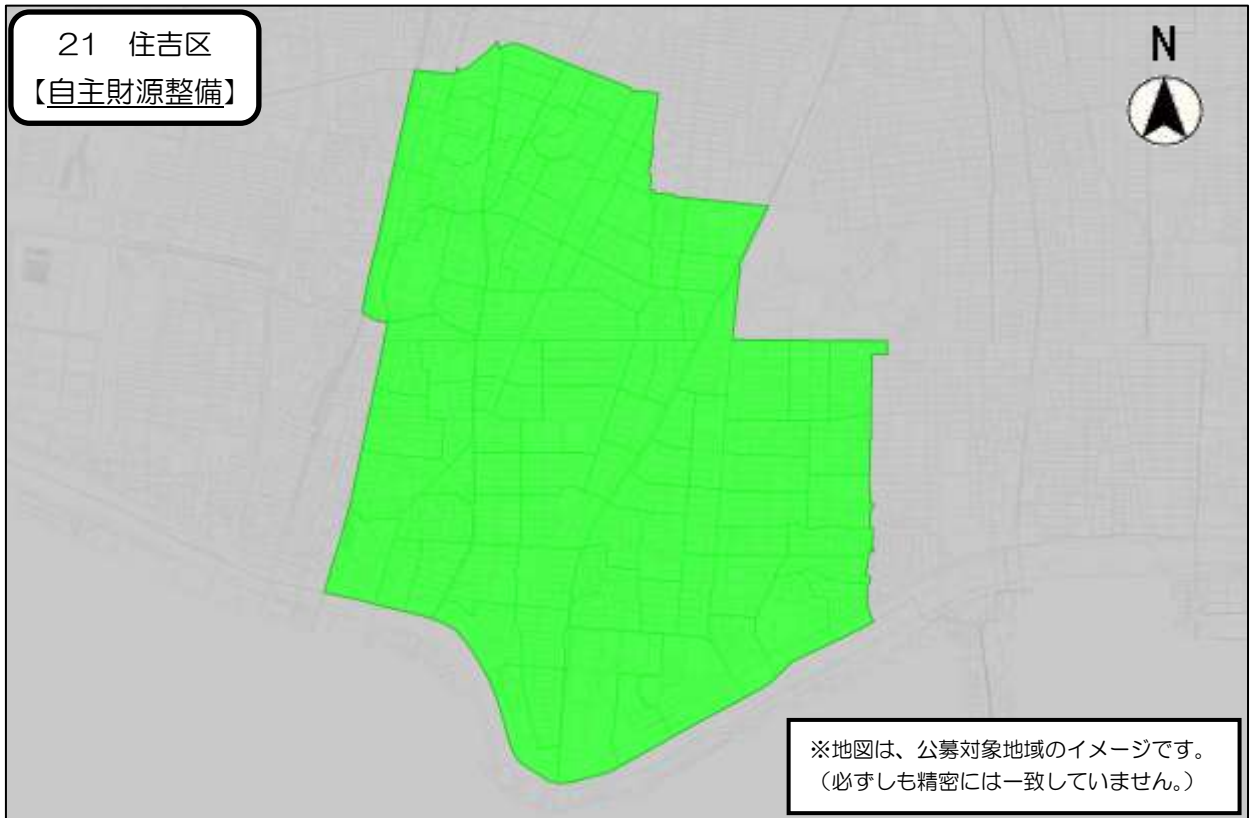 21 住吉区
【自主財源整備】
N
※地図は、公募対象地域のイメージです。
（必ずしも精密には一致していません。）